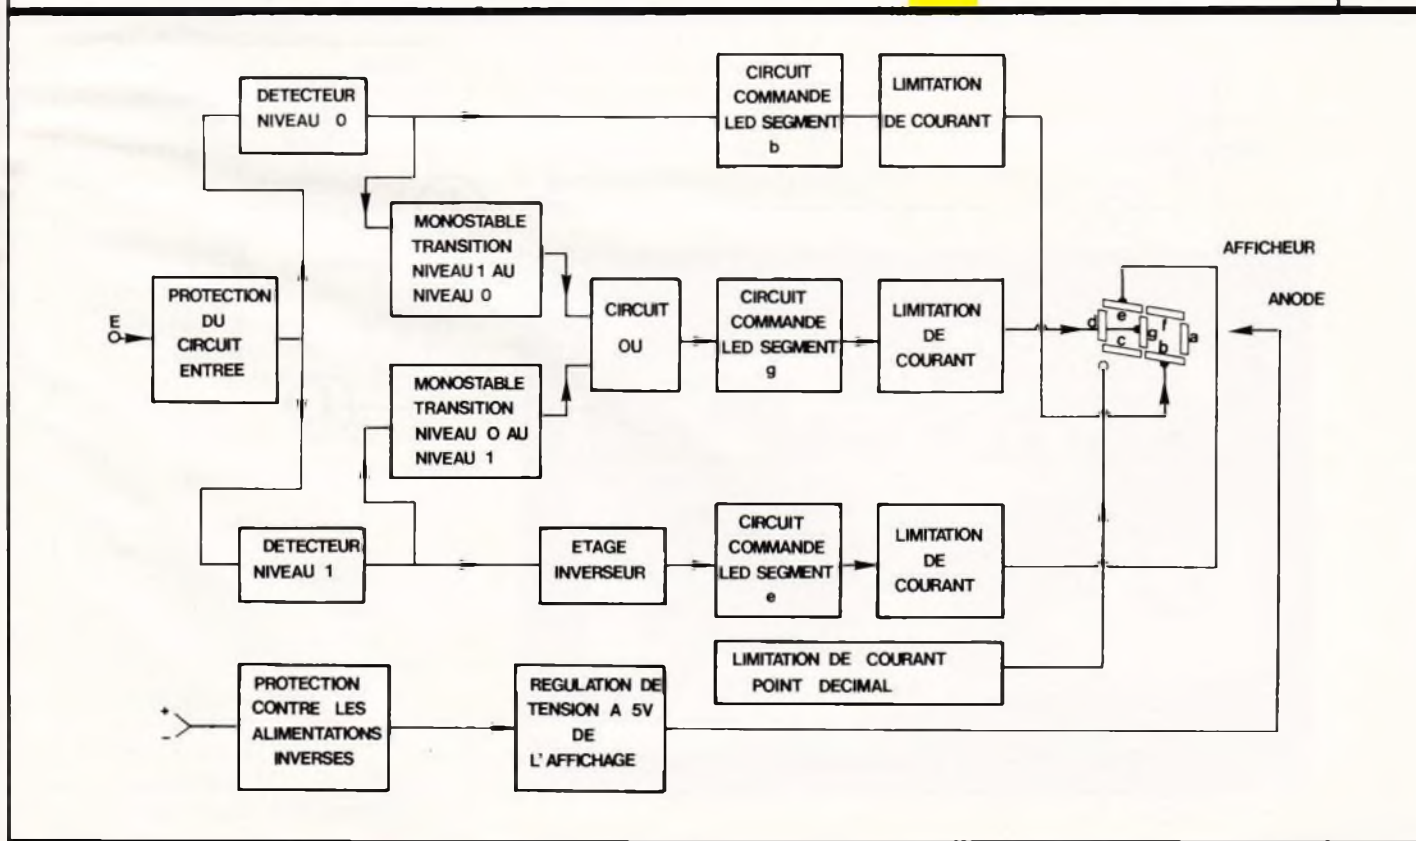 DETECTEUR
NIVEAU 0
CIRCUIT
COMMANDE
LED SEGMENT
b
LIMITATION
DE COURANT
MONOSTABLE
TRANSITION
NIVEAU 1 AU
NIVEAU 0
E
PROTECTION
DU
CIRCUIT
ENTREE
CIRCUIT
OU
CIRCUIT
COMMANDE
LED SEGMENT
g
LIMITATION
DE
COURANT
AFFICHEUR
ANODE
d
e
f
c
g
b
a
MONOSTABLE
TRANSITION
NIVEAU 0 AU
NIVEAU 1
DETECTEUR
NIVEAU 1
ETAGE
INVERSEUR
CIRCUIT
COMMANDE
LED SEGMENT
e
LIMITATION
DE
COURANT
LIMITATION DE COURANT
POINT DECIMAL
+
-
PROTECTION
CONTRE LES
ALIMENTATIONS
INVERSES
REGULATION DE
TENSION A 5V
DE
L'AFFICHAGE